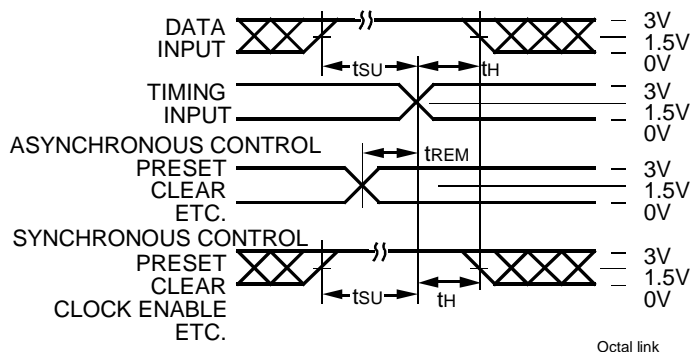 DATA
INPUT
3V
1.5V
0V
tSU
tH
TIMING
INPUT
3V
1.5V
0V
ASYNCHRONOUS CONTROL
tREM
PRESET
CLEAR
ETC.
3V
1.5V
0V
SYNCHRONOUS CONTROL
PRESET
CLEAR
CLOCK ENABLE
ETC.
3V
1.5V
0V
tSU
tH
Octal link